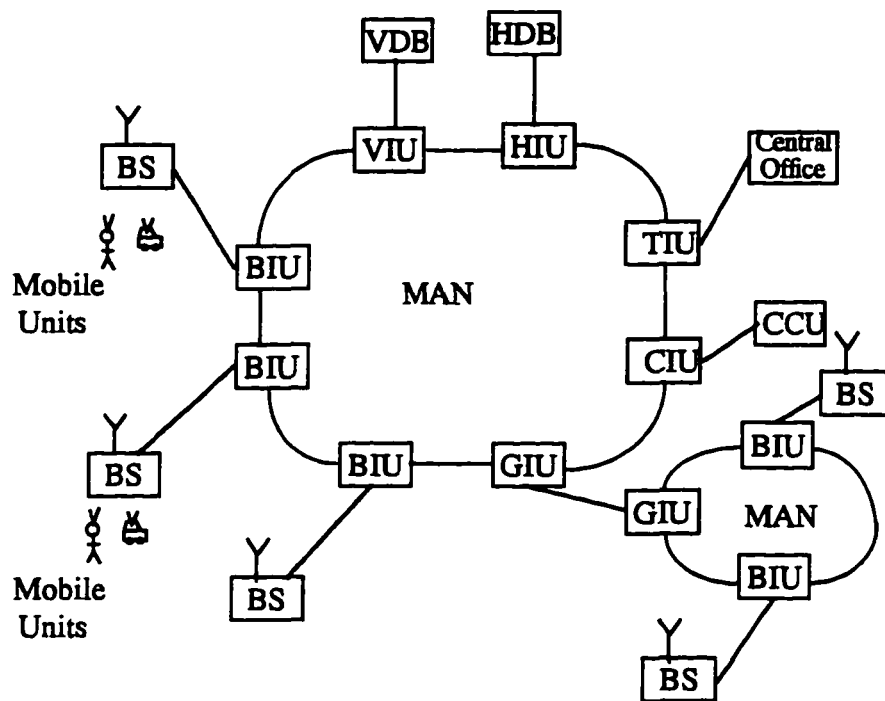 VDB
HDB
VIU
HIU
Central
Office
BS
TIU
BIU
MAN
Mobile
Units
CCU
CIU
BIU
BS
BIU
BS
BIU
GIU
GIU
MAN
BIU
Mobile
Units
BS
BS